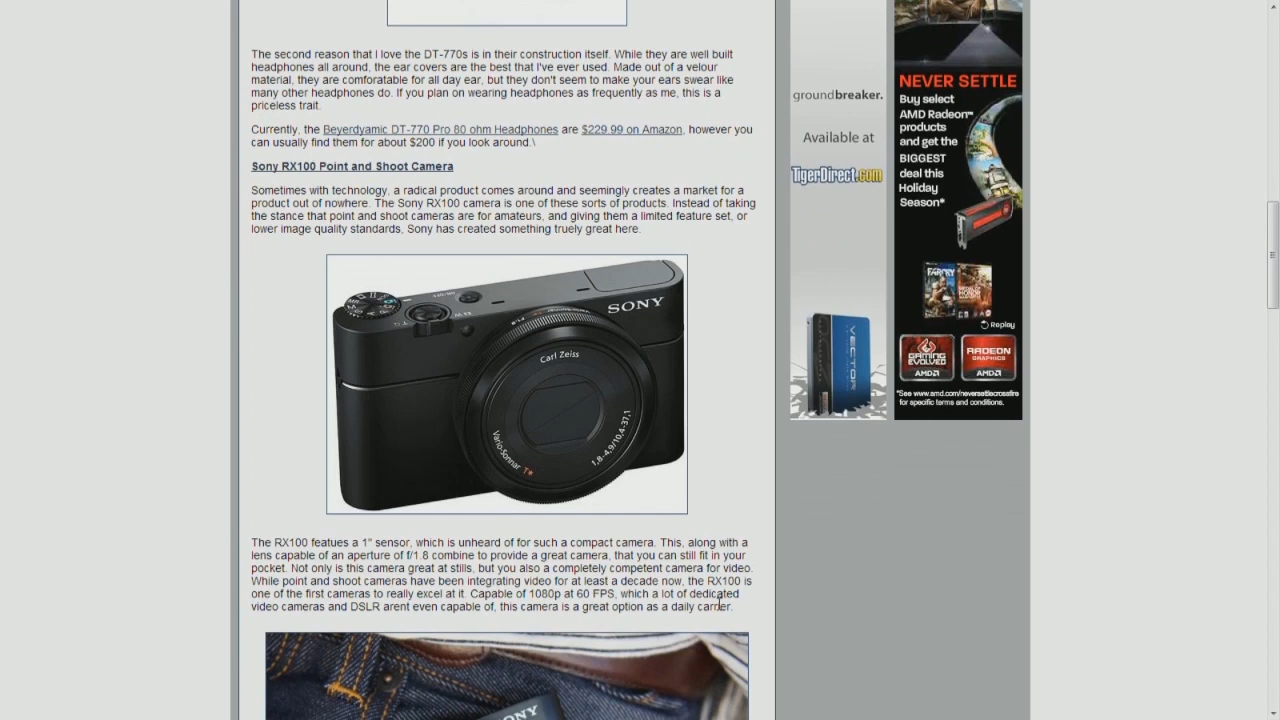 The second reason that I love the DT-770s is in their construction itself. While they are well built
headphones all around, the ear covers are the best that I've ever used. Made out of a velour
material, they are comforatable for all day ear, but they don't seem to make your ears swear like
many other headphones do. If you plan on wearing headphones as frequently as me, this is a
priceless trait.
Currently, the Beyerdyamic DT-770 Pro 80 ohm Headphones are $229.99 on Amazon, however you
can usually find them for about $200 if you look around.\
Sony RX100 Point and Shoot Camera
Sometimes with technology, a radical product comes around and seemingly creates a market for a
product out of nowhere. The Sony RX100 camera is one of these sorts of products. Instead of taking
the stance that point and shoot cameras are for amateurs, and giving them a limited feature set, or
lower image quality standards, Sony has created something truely great here.
SONY
Carl Zeiss
Vario-Sonnar T*
1,8-4,9/10,4-37,1
The RX100 featues a 1" sensor, which is unheard of for such a compact camera. This, along with a
lens capable of an aperture of f/1.8 combine to provide a great camera, that you can still fit in your
pocket. Not only is this camera great at stills, but you also a completely competent camera for video.
While point and shoot cameras have been integrating video for at least a decade now, the RX100 is
one of the first cameras to really excel at it. Capable of 1080p at 60 FPS, which a lot of dedicated
video cameras and DSLR arent even capable of, this camera is a great option as a daily carrier.
SONY
groundbreaker.
Available at
TigerDirect.com
VECTOR
NEVER SETTLE
Buy select
AMD Radeon™
products
and get the
BIGGEST
deal this
Holiday
Season*
FARCRY
MEDAL OF
HONOR
Replay
GAMING
EVOLVED
AMD
RADEON
GRAPHICS
AMD
*See www.amd.com/neversettlecrossfire
for specific terms and conditions.